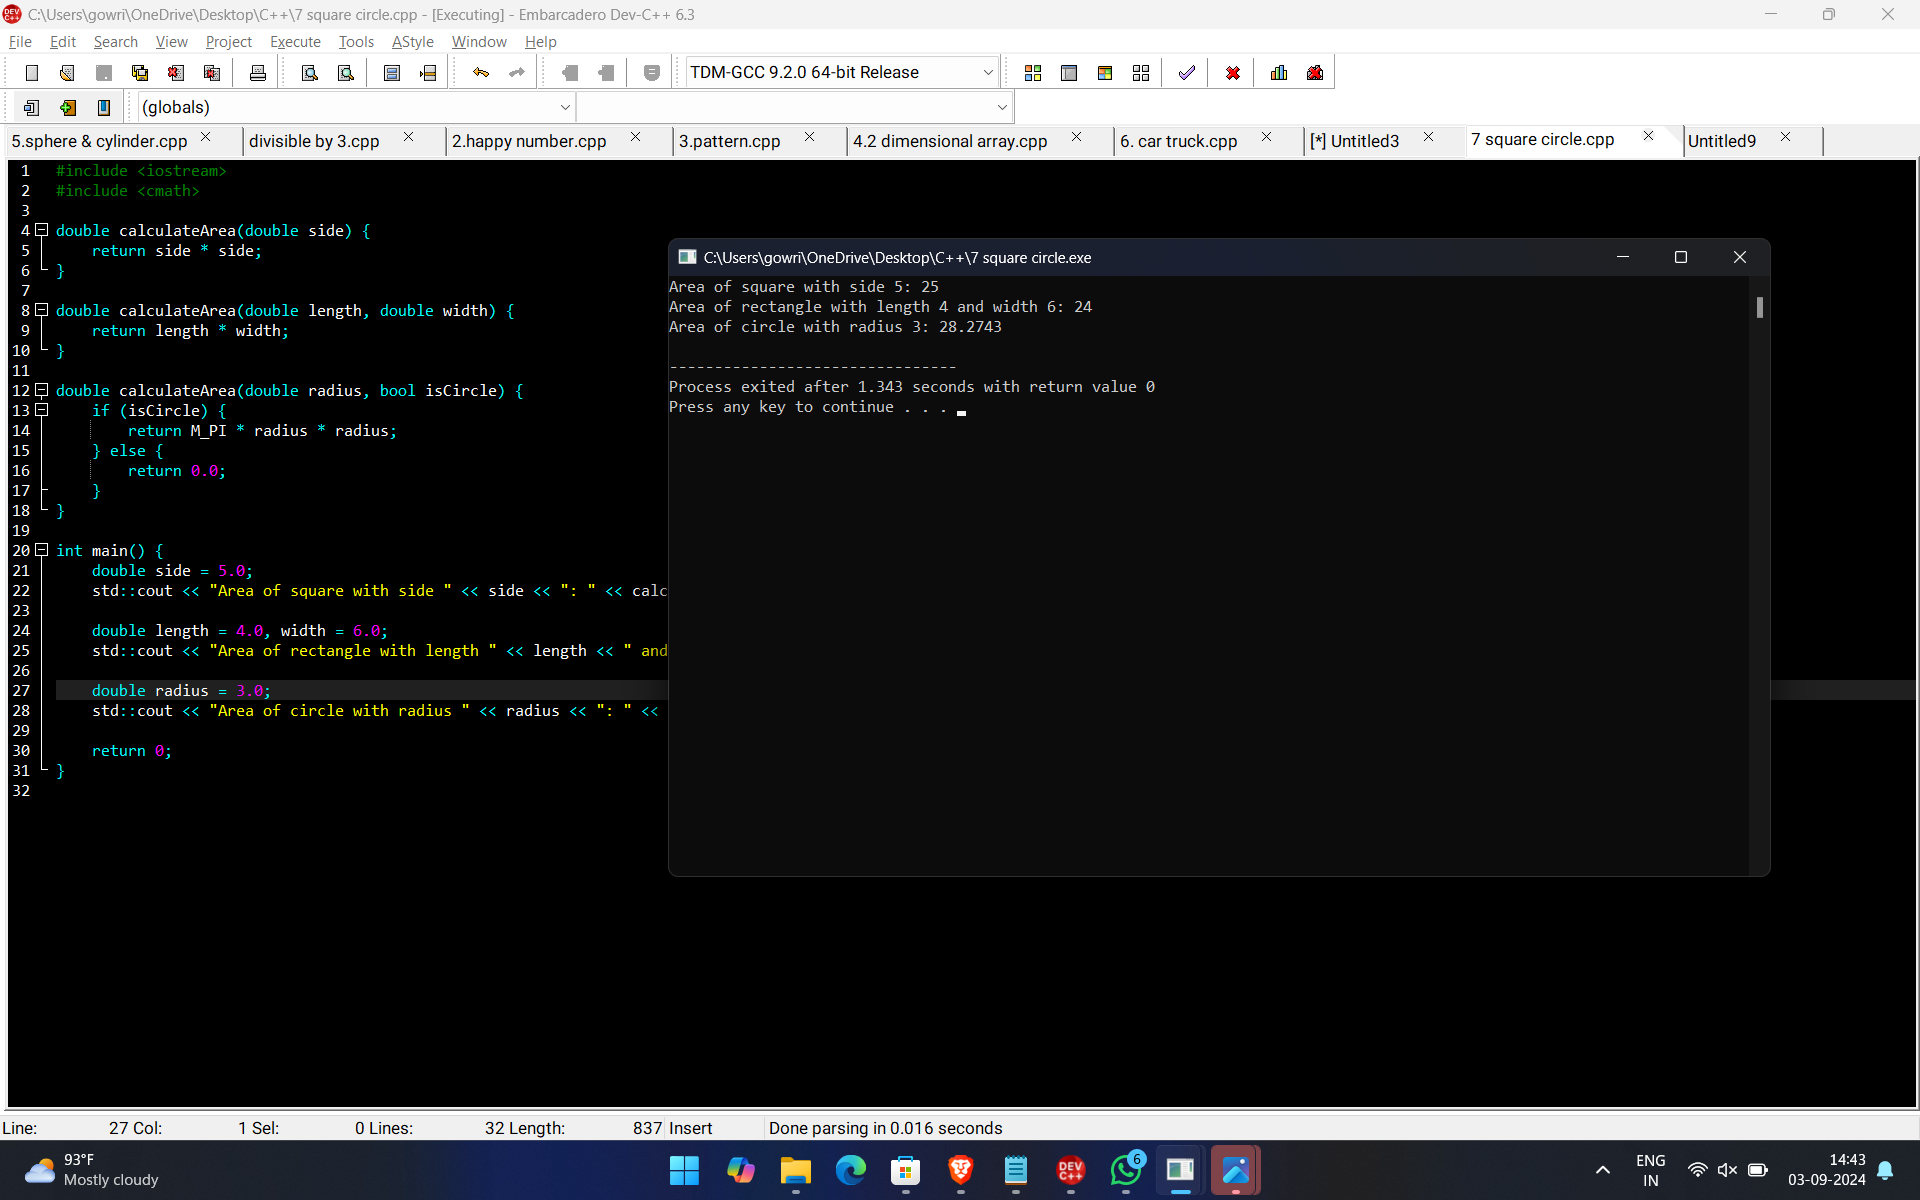 C:\Users\gowri\OneDrive\Desktop\C++\7 square circle.cpp - [Executing] - Embarcadero Dev-C++ 6.3
File Edit Search View Project Execute Tools AStyle Window Help
TDM-GCC 9.2.0 64-bit Release
(globals)
5.sphere & cylinder.cpp divisible by 3.cpp 2.happy number.cpp 3.pattern.cpp 4.2 dimensional array.cpp 6. car truck.cpp [*] Untitled3 7 square circle.cpp Untitled9
1 #include <iostream>
2 #include <cmath>
3
4 double calculateArea(double side) {
5 return side * side;
6 }
7
8 double calculateArea(double length, double width) {
9 return length * width;
10 }
11
12 double calculateArea(double radius, bool isCircle) {
13 if (isCircle) {
14 return M_PI * radius * radius;
15 } else {
16 return 0.0;
17 }
18 }
19
20 int main() {
21 double side = 5.0;
22 std::cout << "Area of square with side " << side << ": " << calc
23
24 double length = 4.0, width = 6.0;
25 std::cout << "Area of rectangle with length " << length << " and
26
27 double radius = 3.0;
28 std::cout << "Area of circle with radius " << radius << ": " <<
29
30 return 0;
31 }
32
C:\Users\gowri\OneDrive\Desktop\C++\7 square circle.exe
Area of square with side 5: 25
Area of rectangle with length 4 and width 6: 24
Area of circle with radius 3: 28.2743
--------------------------------
Process exited after 1.343 seconds with return value 0
Press any key to continue . . .
Line: 27 Col: 1 Sel: 0 Lines: 32 Length: 837 Insert Done parsing in 0.016 seconds
93°F
Mostly cloudy
DEV C++
6
ENG
IN
14:43
03-09-2024